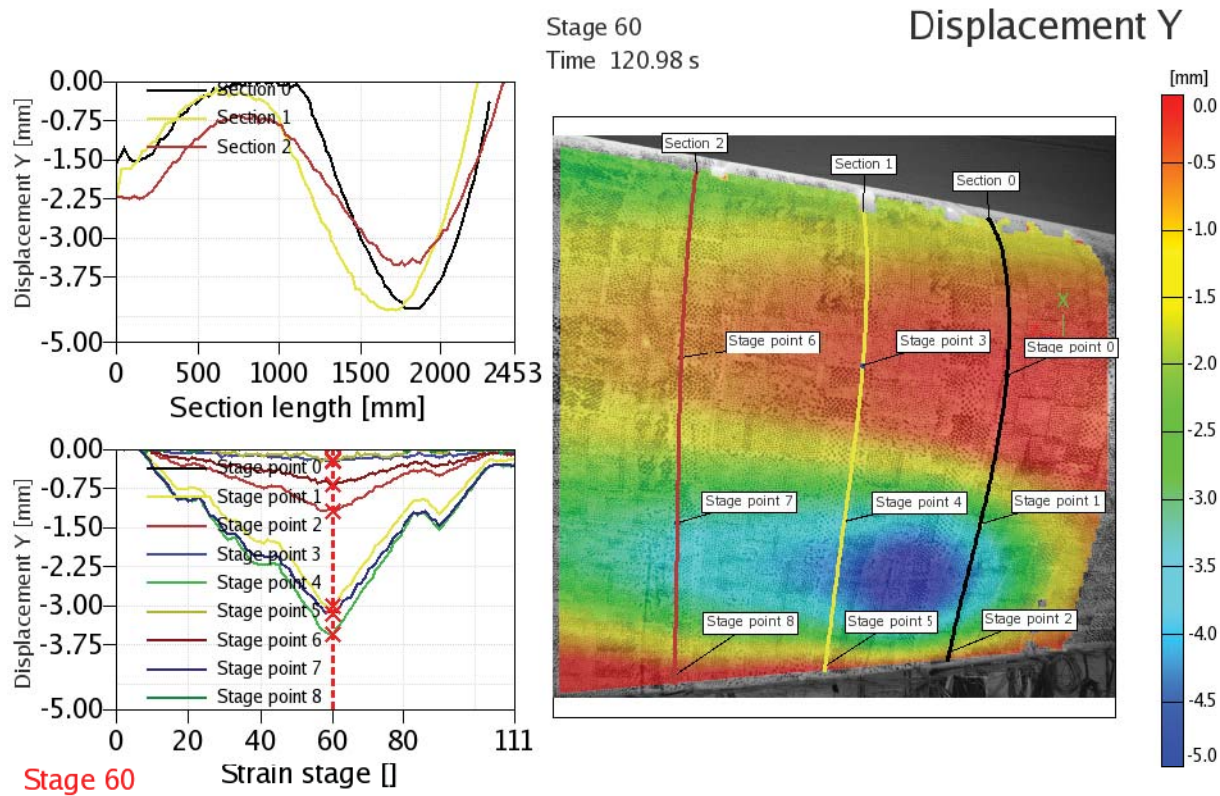 Stage 60
Time 120.98 s
Displacement Y
Displacement Y [mm]
0.00
-0.75
-1.50
-2.25
-3.00
-3.75
-5.00
Section 0
Section 1
Section 2
0 500 1000 1500 2000 2453
Section length [mm]
Displacement Y [mm]
0.00
-0.75
-1.50
-2.25
-3.00
-3.75
-5.00
Stage point 0
Stage point 1
Stage point 2
Stage point 3
Stage point 4
Stage point 5
Stage point 6
Stage point 7
Stage point 8
0 20 40 60 80 111
Strain stage []
Stage 60
Section 2
Section 1
Section 0
X
Stage point 6
Stage point 3
Stage point 0
Stage point 7
Stage point 4
Stage point 1
Stage point 8
Stage point 5
Stage point 2
[mm]
0.0
-0.5
-1.0
-1.5
-2.0
-2.5
-3.0
-3.5
-4.0
-4.5
-5.0